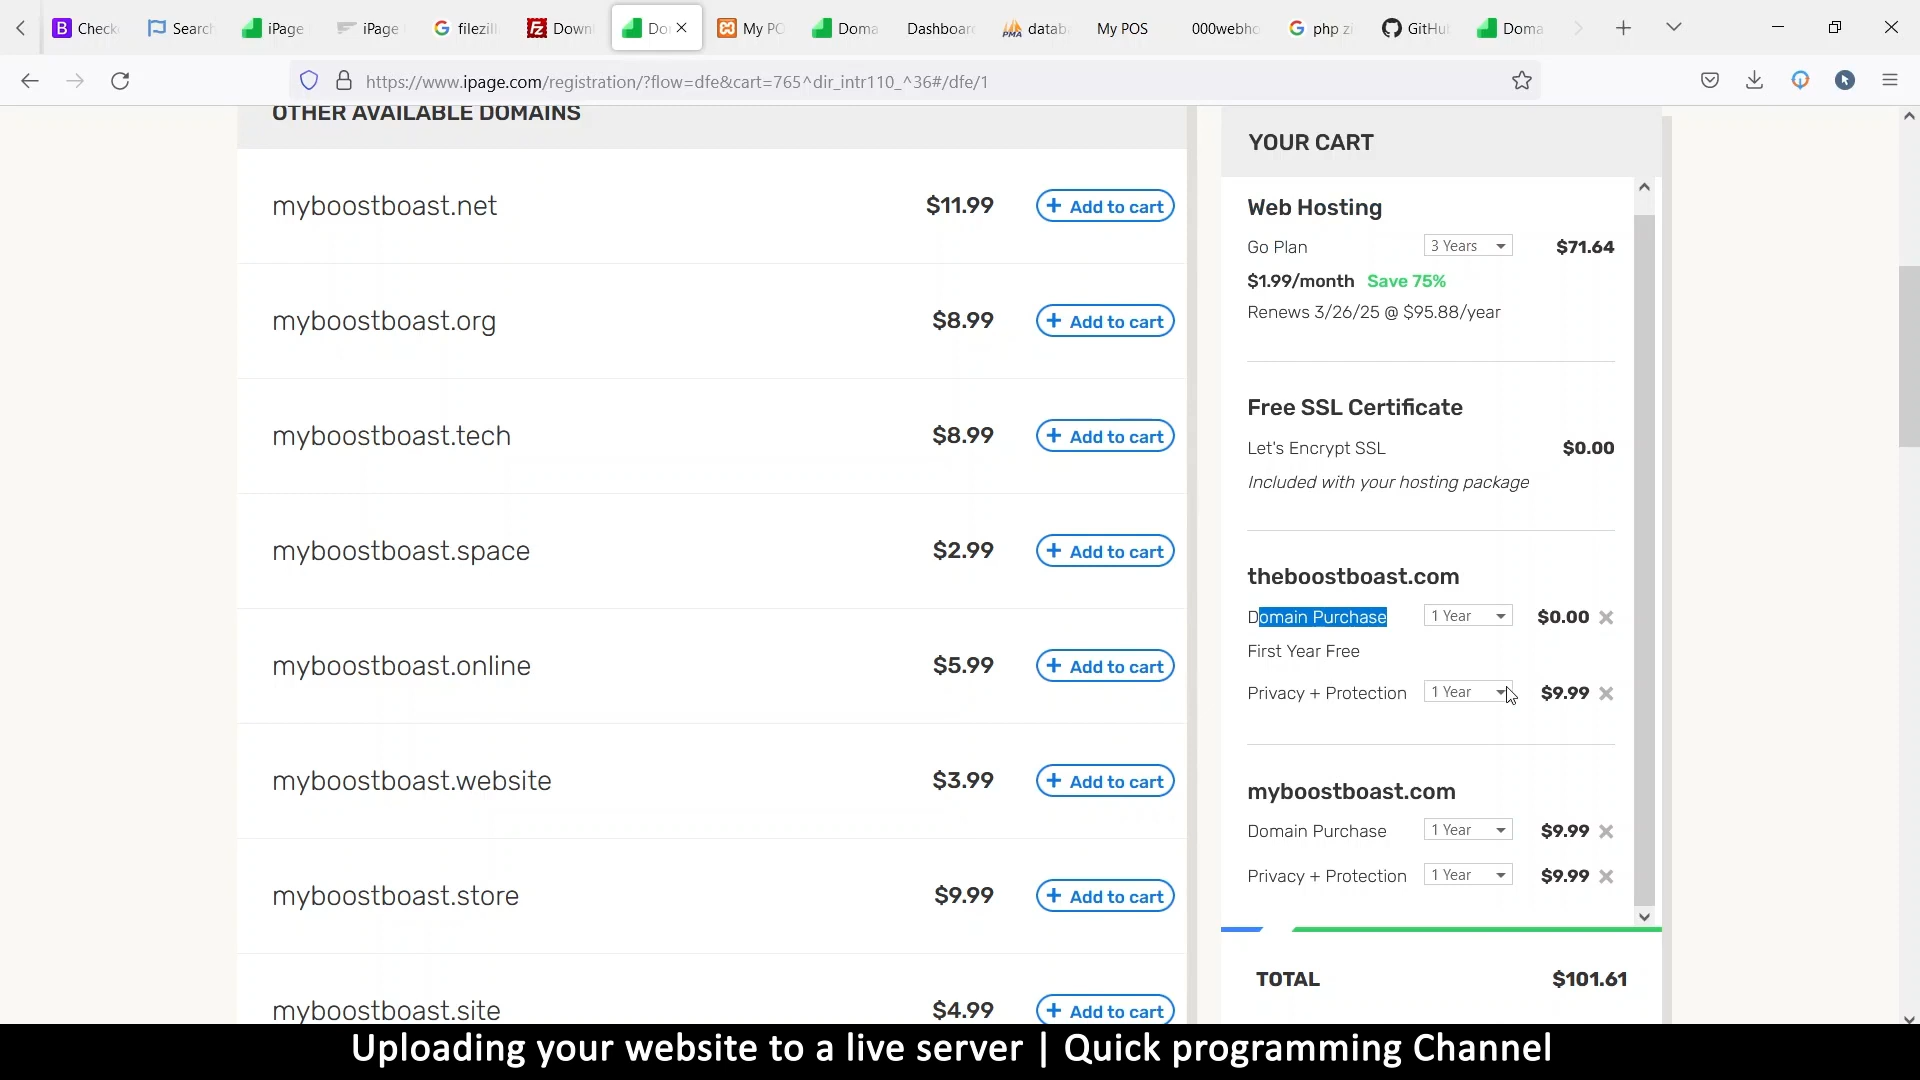 Check
Search
iPage
iPage
filezill
Down
Do
My PO
Doma
Dashboar
datab
My POS
000webho
php zi
GitHu
Doma
https://www.ipage.com/registration/?flow=dfe&cart=765^dir_intr110_^36#/dfe/1
OTHER AVAILABLE DOMAINS
myboostboast.net $11.99 + Add to cart
myboostboast.org $8.99 + Add to cart
myboostboast.tech $8.99 + Add to cart
myboostboast.space $2.99 + Add to cart
myboostboast.online $5.99 + Add to cart
myboostboast.website $3.99 + Add to cart
myboostboast.store $9.99 + Add to cart
myboostboast.site $4.99 + Add to cart
YOUR CART
Web Hosting
Go Plan 3 Years $71.64
$1.99/month Save 75%
Renews 3/26/25 @ $95.88/year
Free SSL Certificate
Let's Encrypt SSL $0.00
Included with your hosting package
theboostboast.com
Domain Purchase 1 Year $0.00
First Year Free
Privacy + Protection 1 Year $9.99
myboostboast.com
Domain Purchase 1 Year $9.99
Privacy + Protection 1 Year $9.99
TOTAL $101.61
Uploading your website to a live server | Quick programming Channel